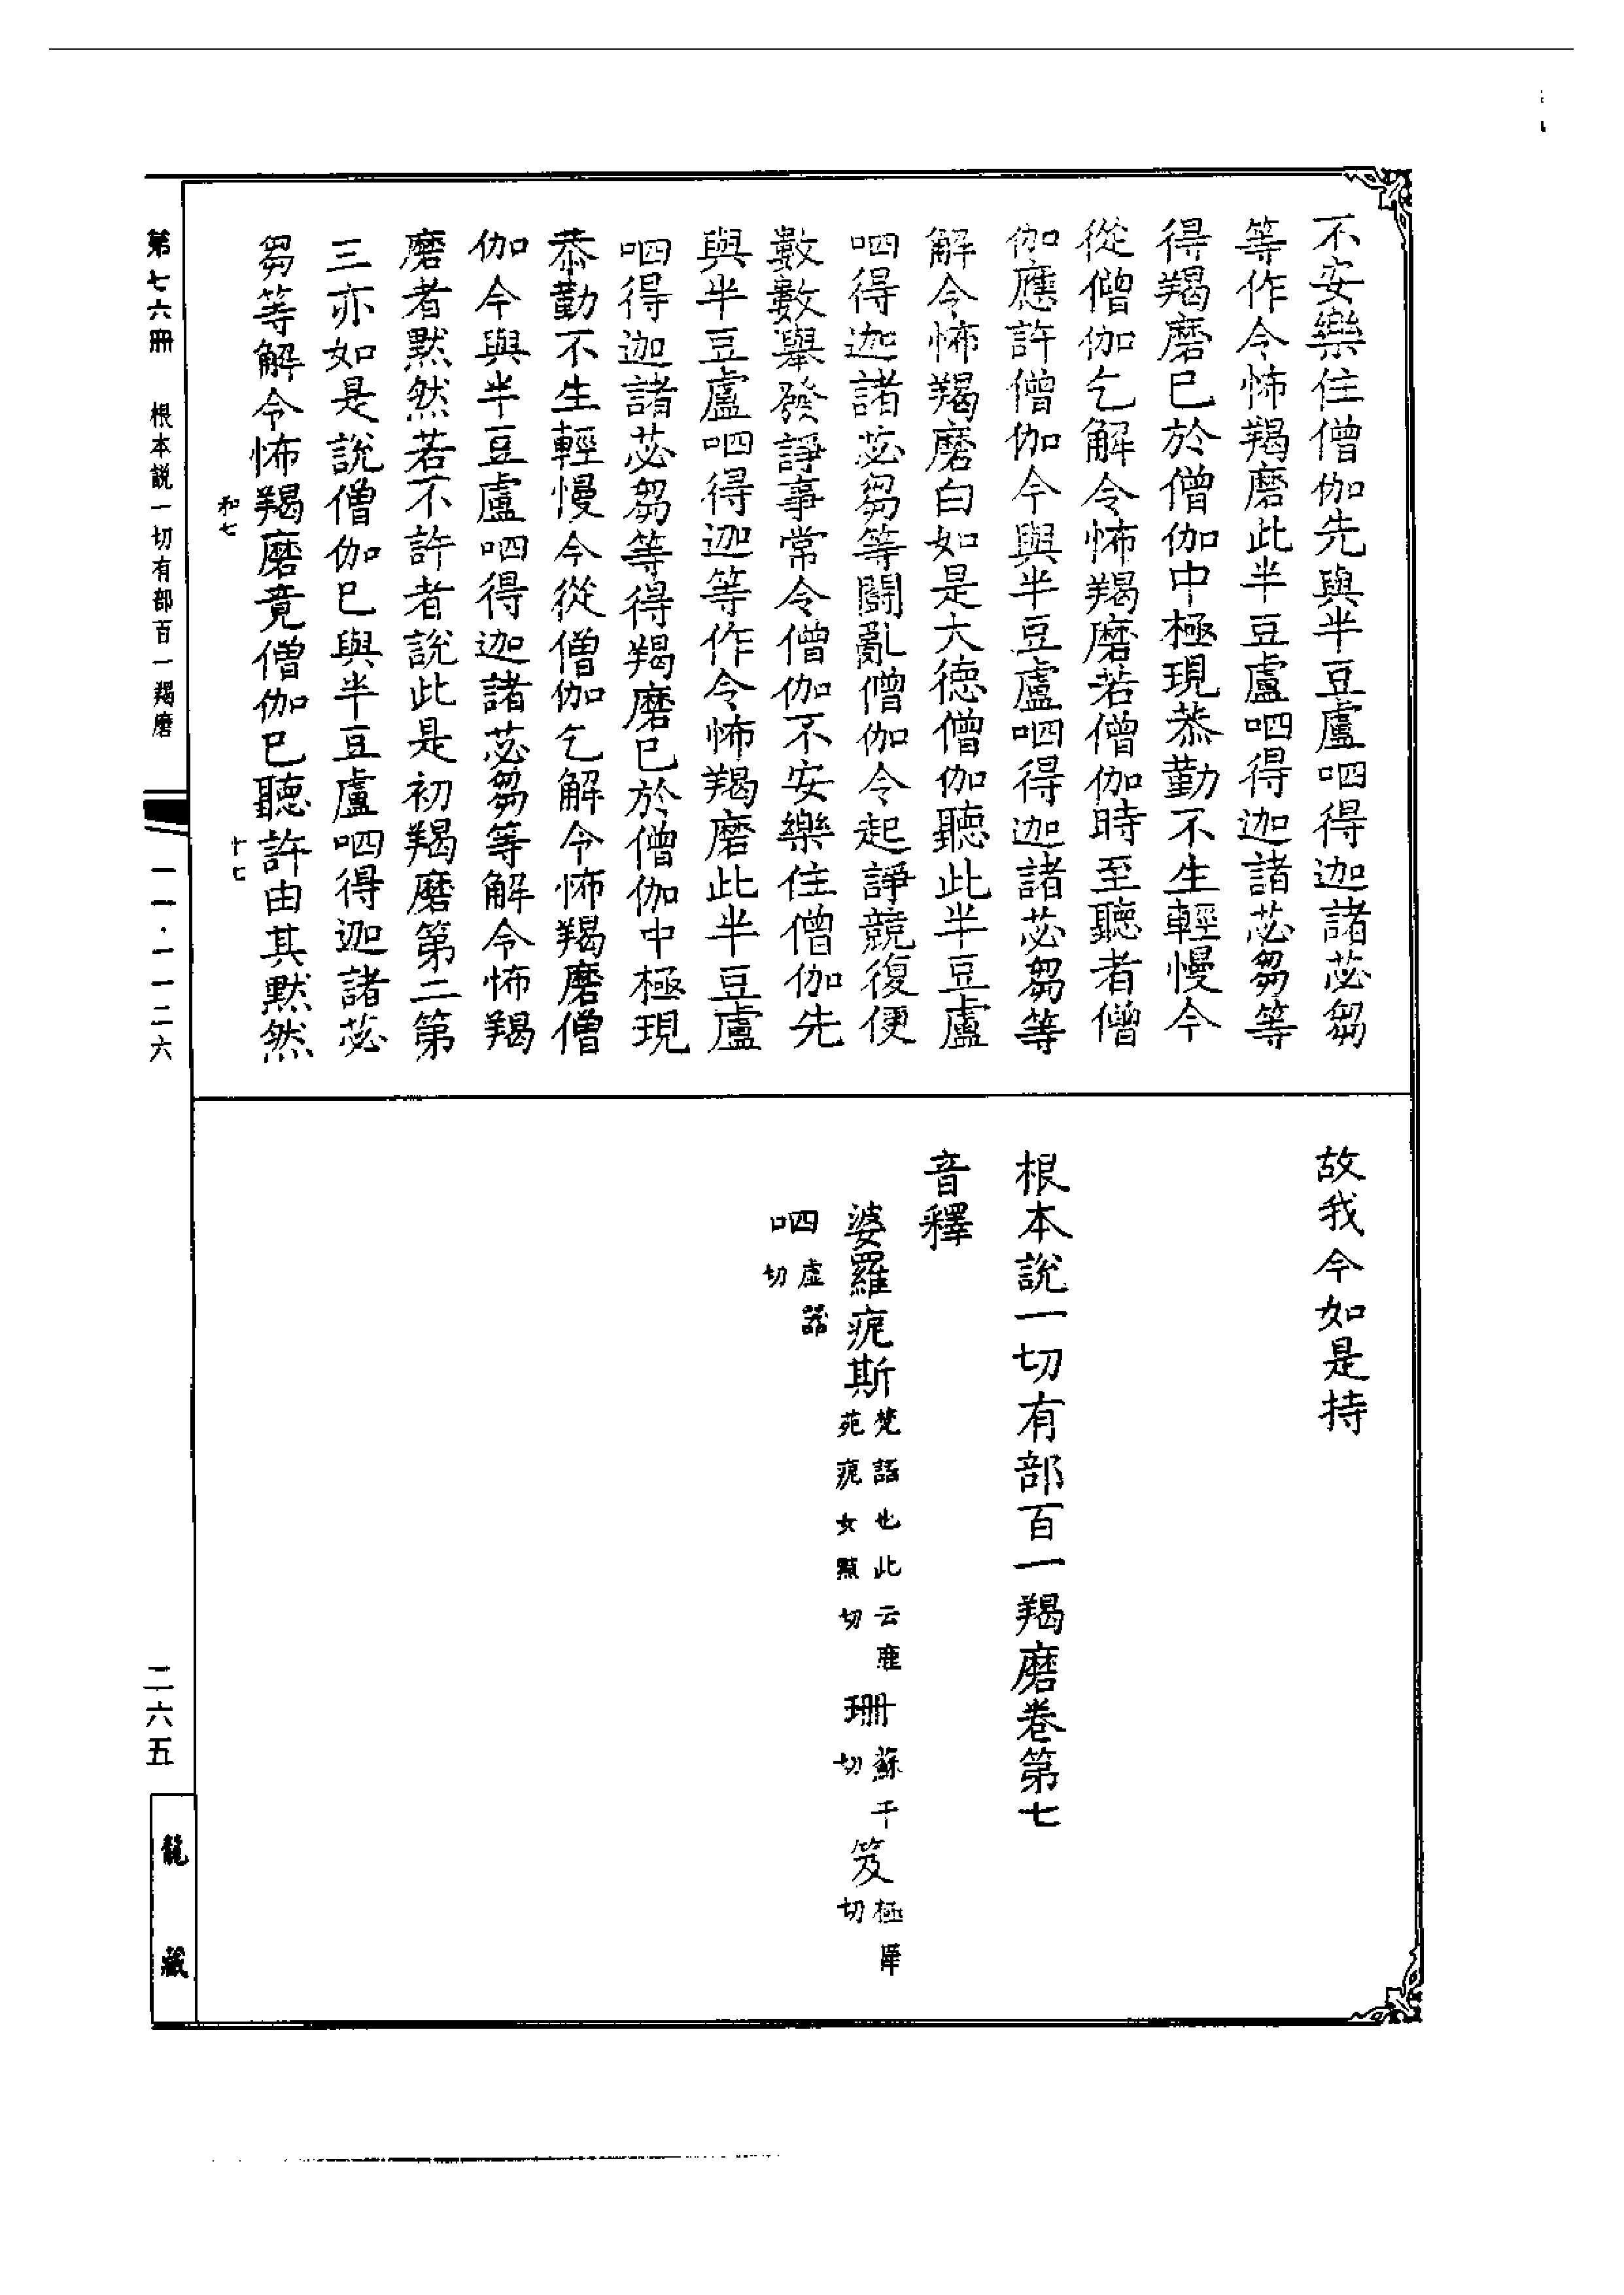 不安樂住僧伽先與半豆盧呬得迦諸苾芻
等作令怖羯磨此半豆盧呬得迦諸苾芻等
得羯磨已於僧伽中極現恭勤不生輕慢今
從僧伽乞解令怖羯磨若僧伽時至聽者僧
伽應許僧伽今與半豆盧呬得迦諸苾芻等
解令怖羯磨白如是大德僧伽聽此半豆盧
呬得迦諸苾芻等鬪亂僧伽令起諍競復便
數數舉發諍事常令僧伽不安樂住僧伽先
與半豆盧呬得迦等作令怖羯磨此半豆盧
呬得迦諸苾芻等得羯磨已於僧伽中極現
恭勤不生輕慢今從僧伽乞解令怖羯磨僧
伽今與半豆盧呬得迦諸苾芻等解令怖羯
磨者默然若不許者說此是初羯磨第二第
三亦如是說僧伽已與半豆盧呬得迦諸苾
芻等解令怖羯磨竟僧伽已聽許由其默然
和七 十七
故我今如是持
根本說一切有部百一羯磨卷第七
音釋
婆羅痆斯 梵語也此云鹿苑痆女黠切 珊 蘇干切 笈 極曄切
呬 虛器切
第七六冊 根本說一切有部百一羯磨 一一·一一二六 二六五
龍藏